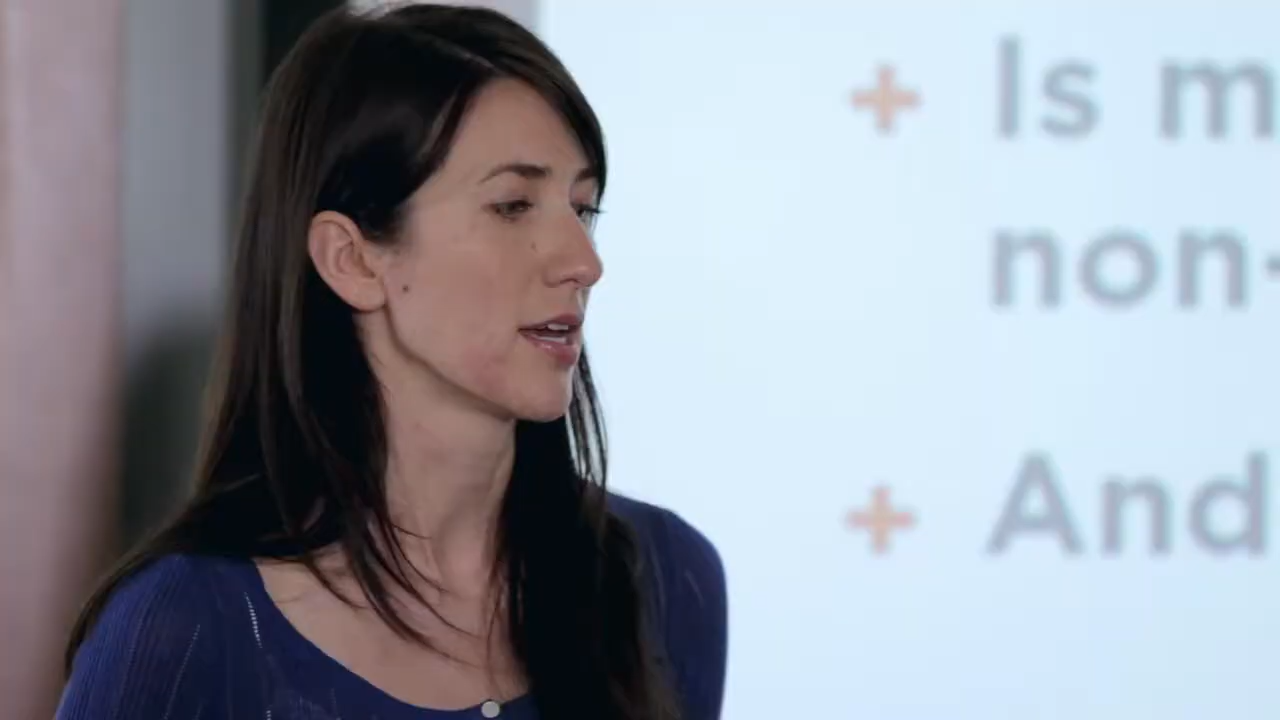 + Is m
non-
+ And